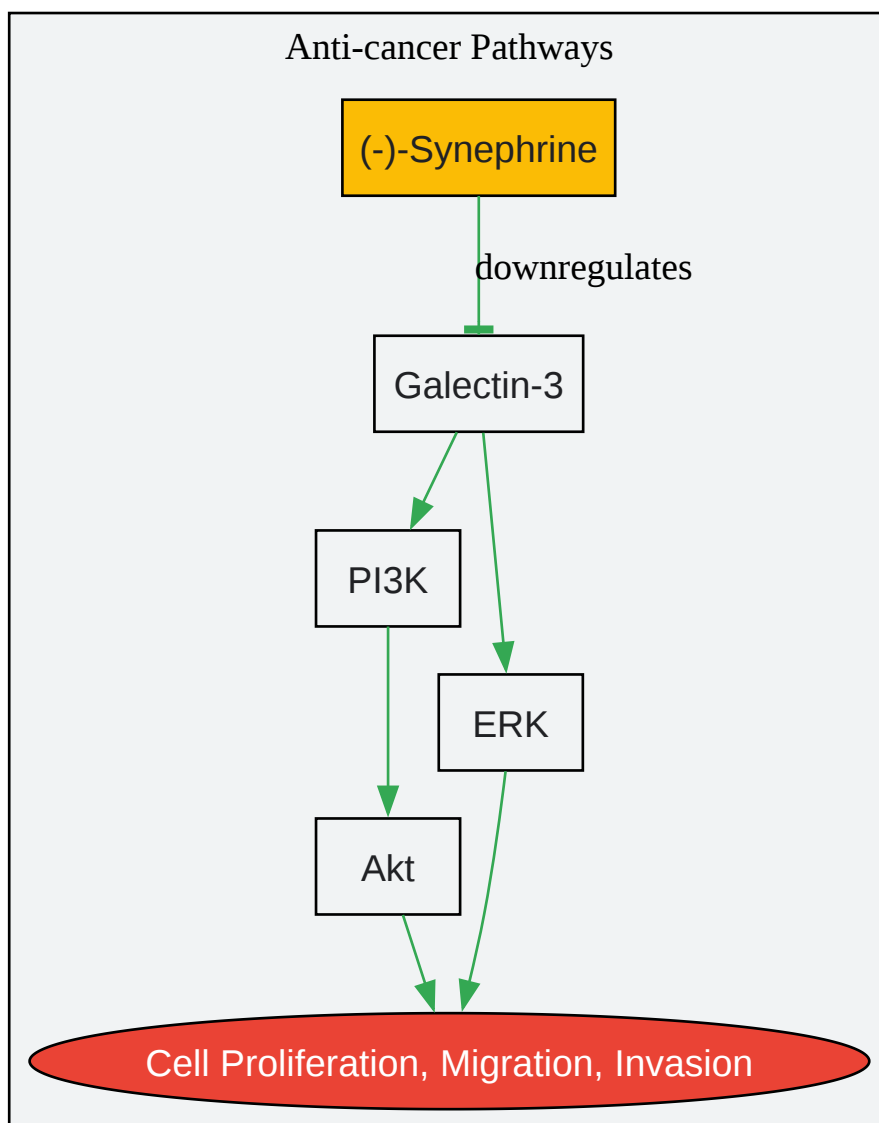 Anti-cancer Pathways
(-)-Synephrine
downregulates
Galectin-3
PI3K
ERK
Akt
Cell Proliferation, Migration, Invasion